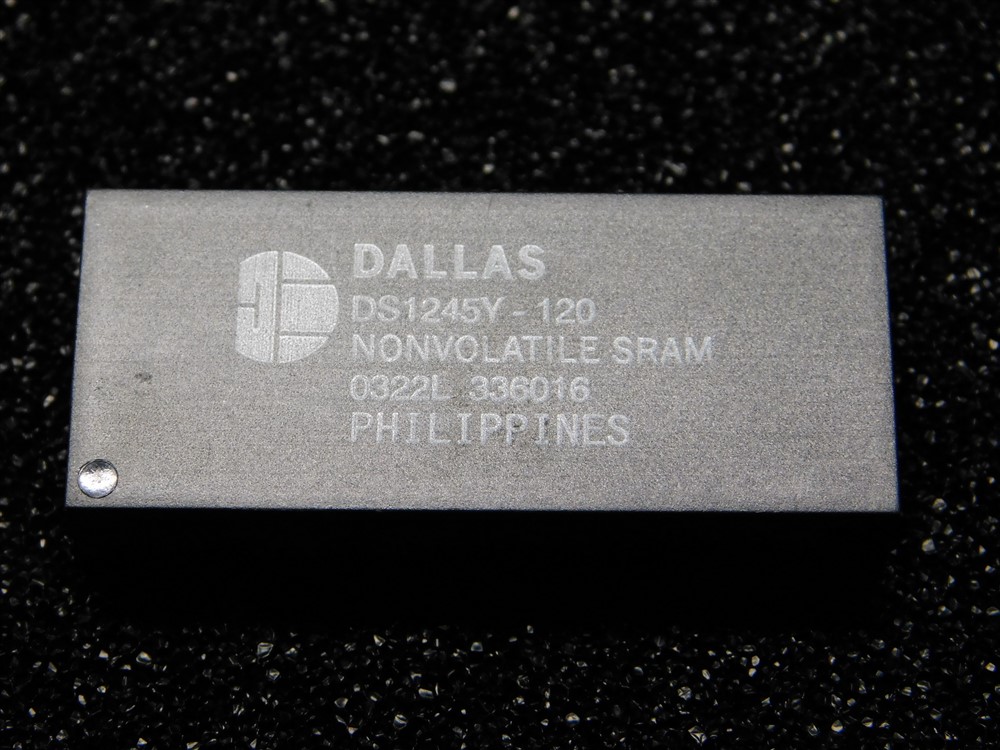 DALLAS
DS1245Y - 120
NONVOLATILE SRAM
0322L 336016
PHILIPPINES